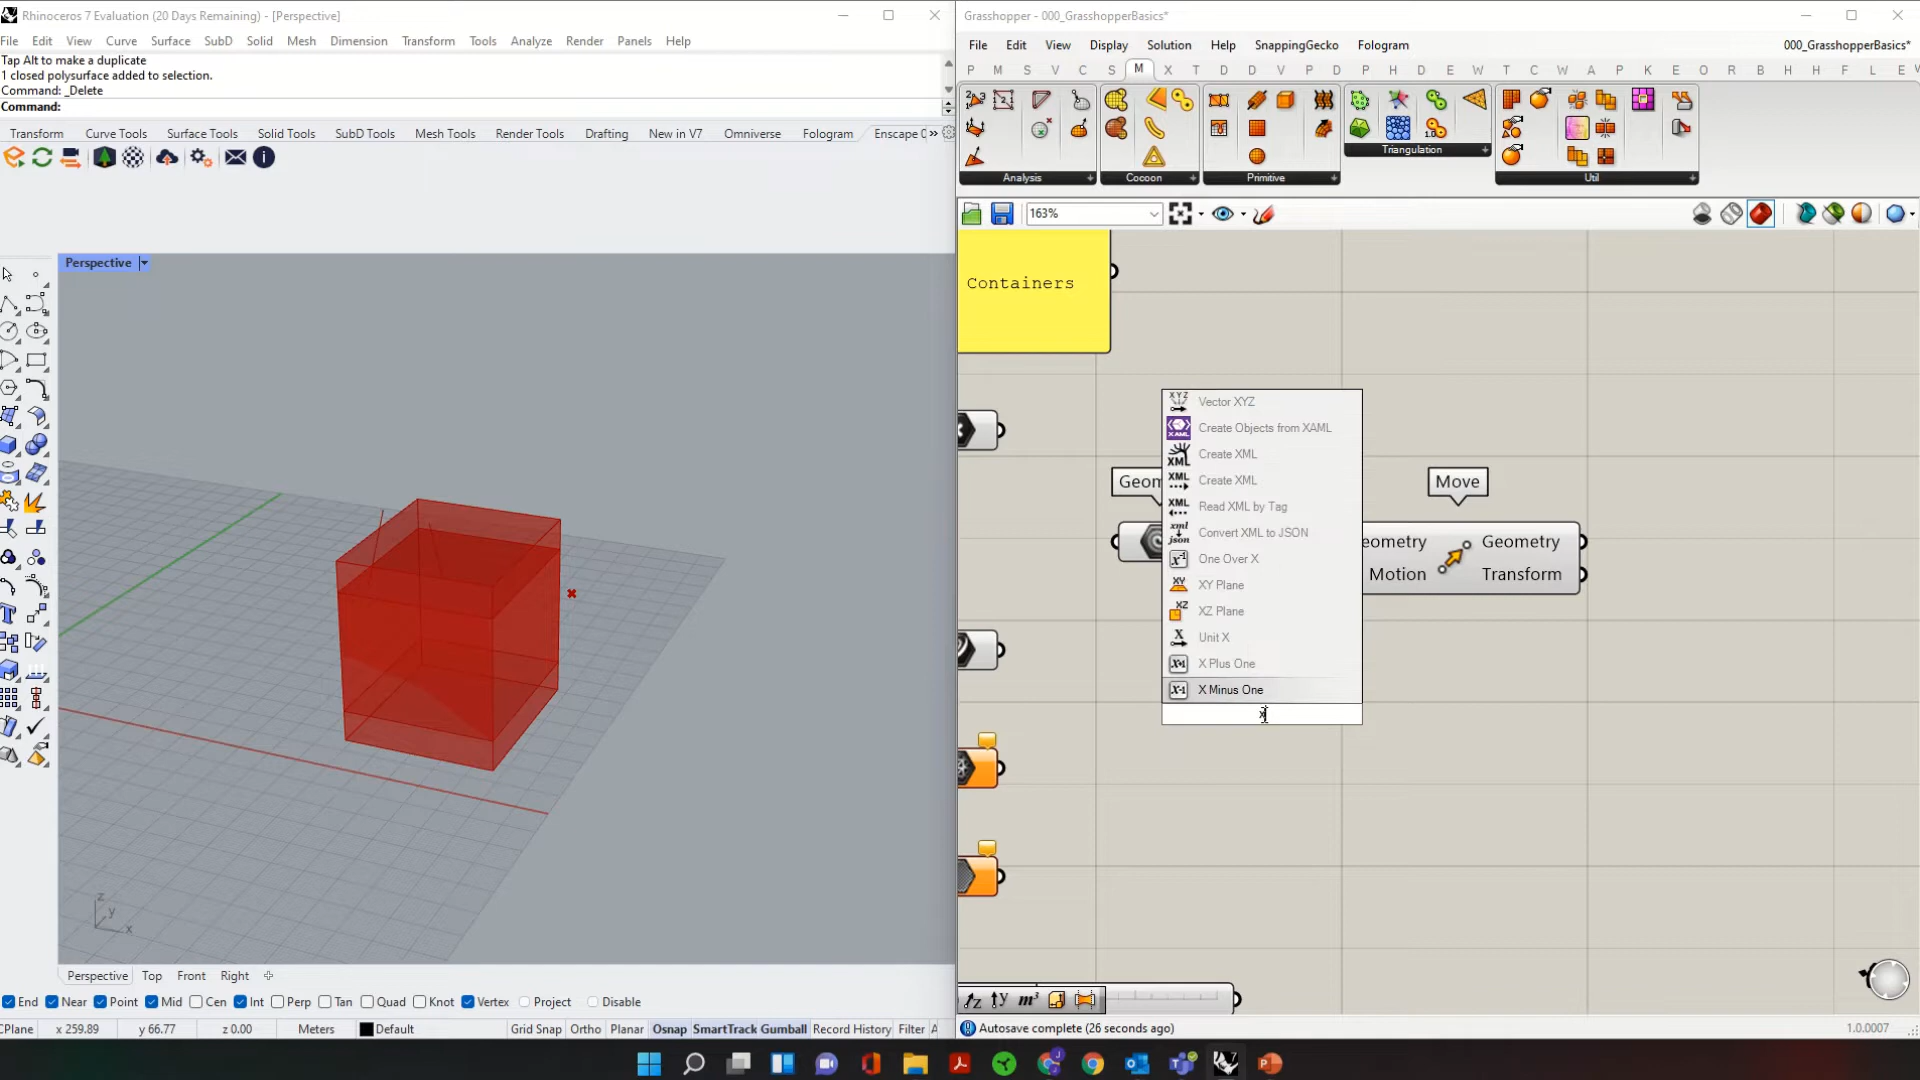 Rhinoceros 7 Evaluation (20 Days Remaining) - [Perspective]
File Edit View Curve Surface SubD Solid Mesh Dimension Transform Tools Analyze Render Panels Help
Tap Alt to make a duplicate
1 closed polysurface added to selection.
Command: _Delete
Command:
Transform Curve Tools Surface Tools Solid Tools SubD Tools Mesh Tools Render Tools Drafting New in V7 Omniverse Fologram Enscape
Perspective
z
y
x
Perspective Top Front Right
End Near Point Mid Cen Int Perp Tan Quad Knot Vertex Project Disable
CPlane x 259.89 y 66.77 z 0.00 Meters Default Grid Snap Ortho Planar Osnap SmartTrack Gumball Record History Filter A
Grasshopper - 000_GrasshopperBasics*
File Edit View Display Solution Help SnappingGecko Fologram 000_GrasshopperBasics*
P M S V C S M X T D D V P D P H D E W T C W A P K E O R B H H F L E
Analysis Cocoon Primitive Triangulation Util
163%
Containers
Vector XYZ
Create Objects from XAML
Create XML
Create XML
Read XML by Tag
Convert XML to JSON
One Over X
XY Plane
XZ Plane
Unit X
X Plus One
X Minus One
x
Geom
Move
eometry Geometry
Motion Transform
Autosave complete (26 seconds ago) 1.0.0007